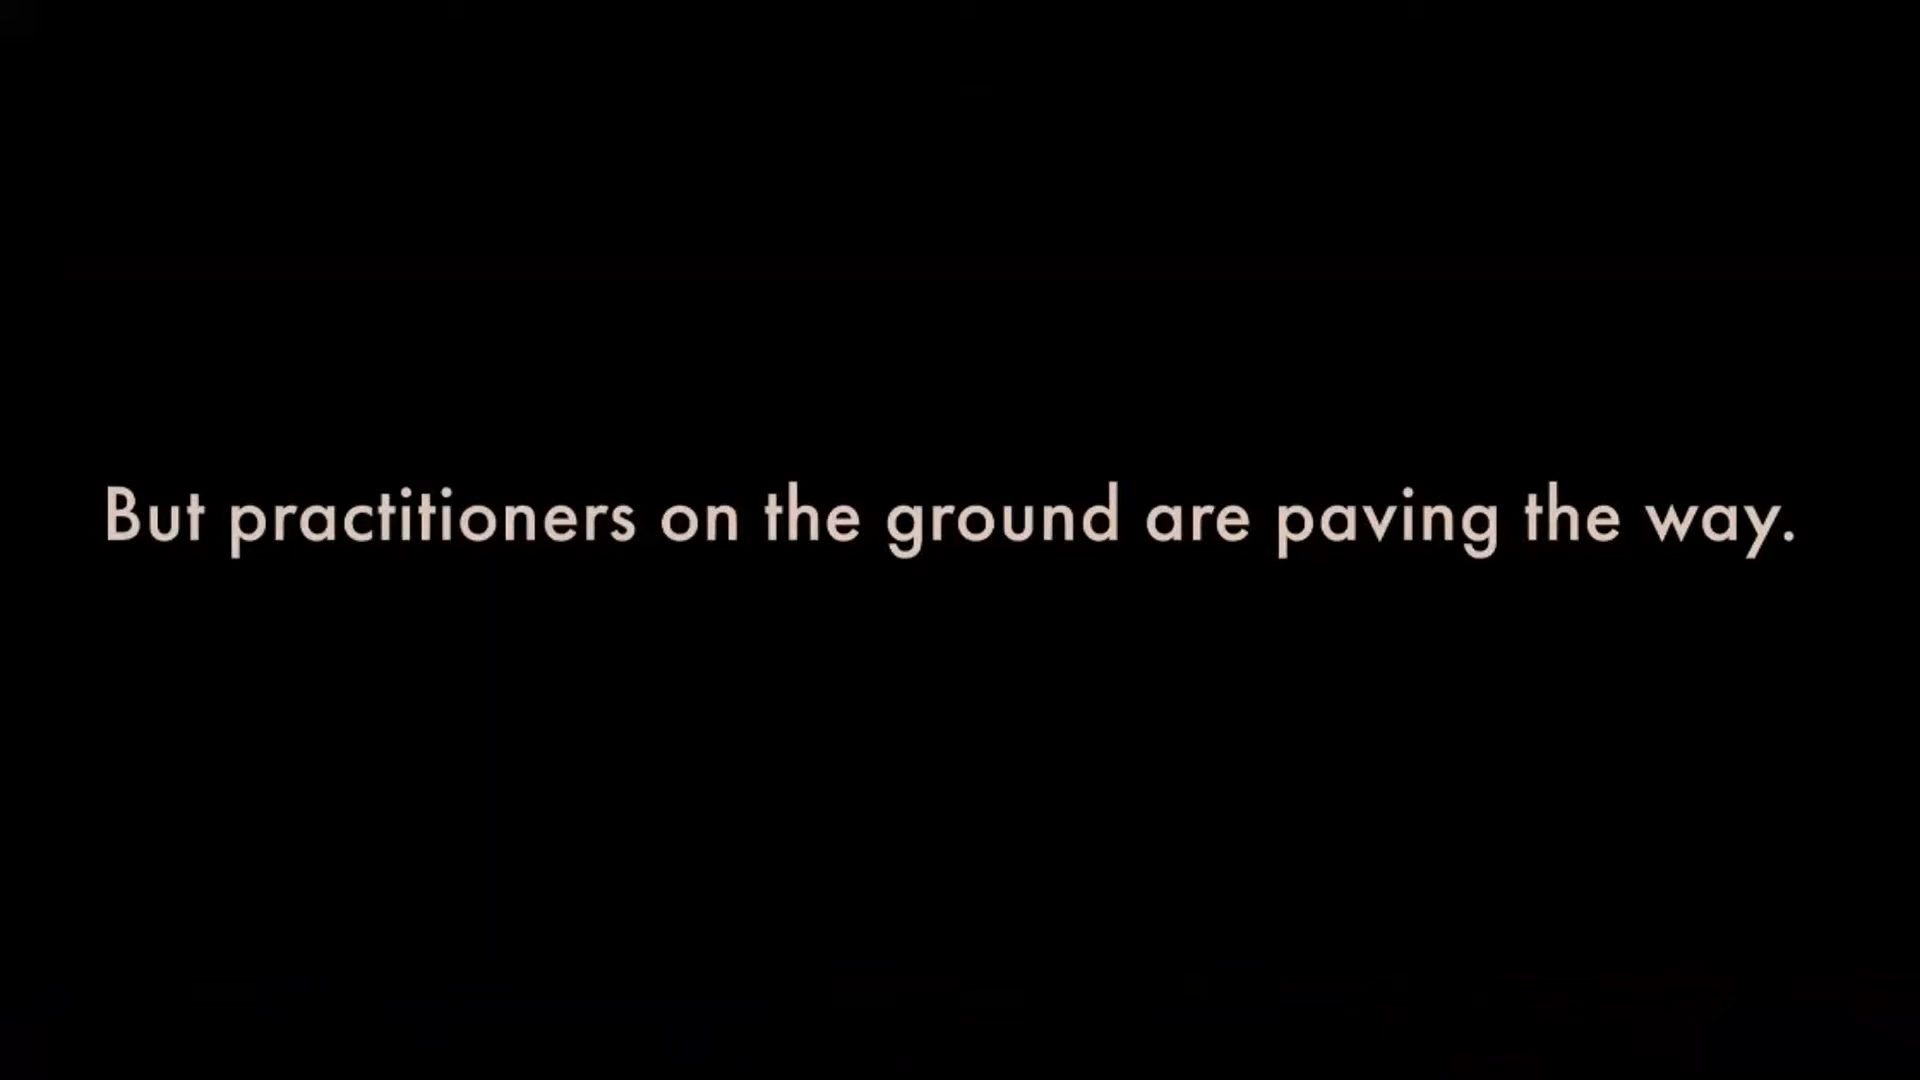 But practitioners on the ground are paving the way.